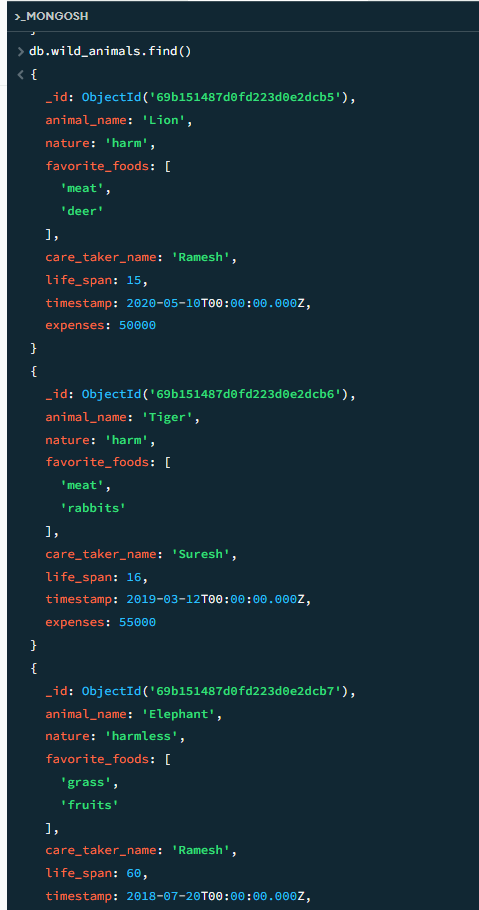 >_MONGOSH
}
> db.wild_animals.find()
< {
_id: ObjectId('69b151487d0fd223d0e2dcb5'),
animal_name: 'Lion',
nature: 'harm',
favorite_foods: [
'meat',
'deer'
],
care_taker_name: 'Ramesh',
life_span: 15,
timestamp: 2020-05-10T00:00:00.000Z,
expenses: 50000
}
{
_id: ObjectId('69b151487d0fd223d0e2dcb6'),
animal_name: 'Tiger',
nature: 'harm',
favorite_foods: [
'meat',
'rabbits'
],
care_taker_name: 'Suresh',
life_span: 16,
timestamp: 2019-03-12T00:00:00.000Z,
expenses: 55000
}
{
_id: ObjectId('69b151487d0fd223d0e2dcb7'),
animal_name: 'Elephant',
nature: 'harmless',
favorite_foods: [
'grass',
'fruits'
],
care_taker_name: 'Ramesh',
life_span: 60,
timestamp: 2018-07-20T00:00:00.000Z,